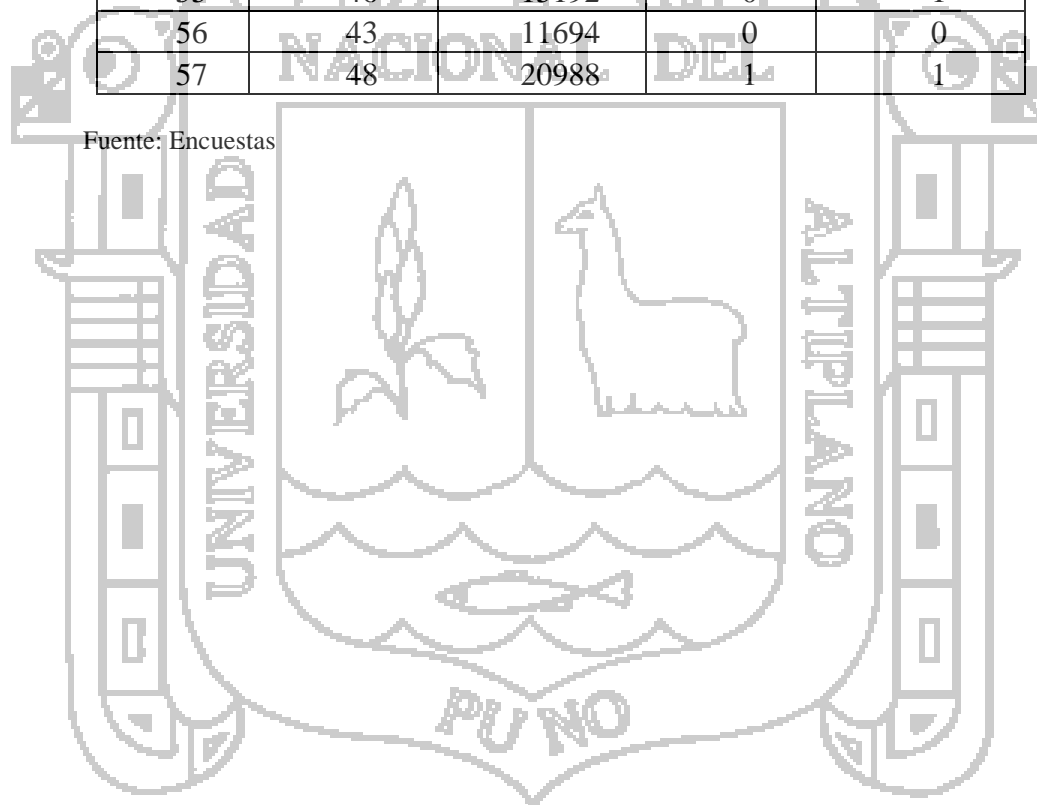 56 43 11694 0 0
NACIONAL DEL
57 48 20988 1 1
Fuente: Encuestas
UNIVERSIDAD
ALTIPLANO
PUNO